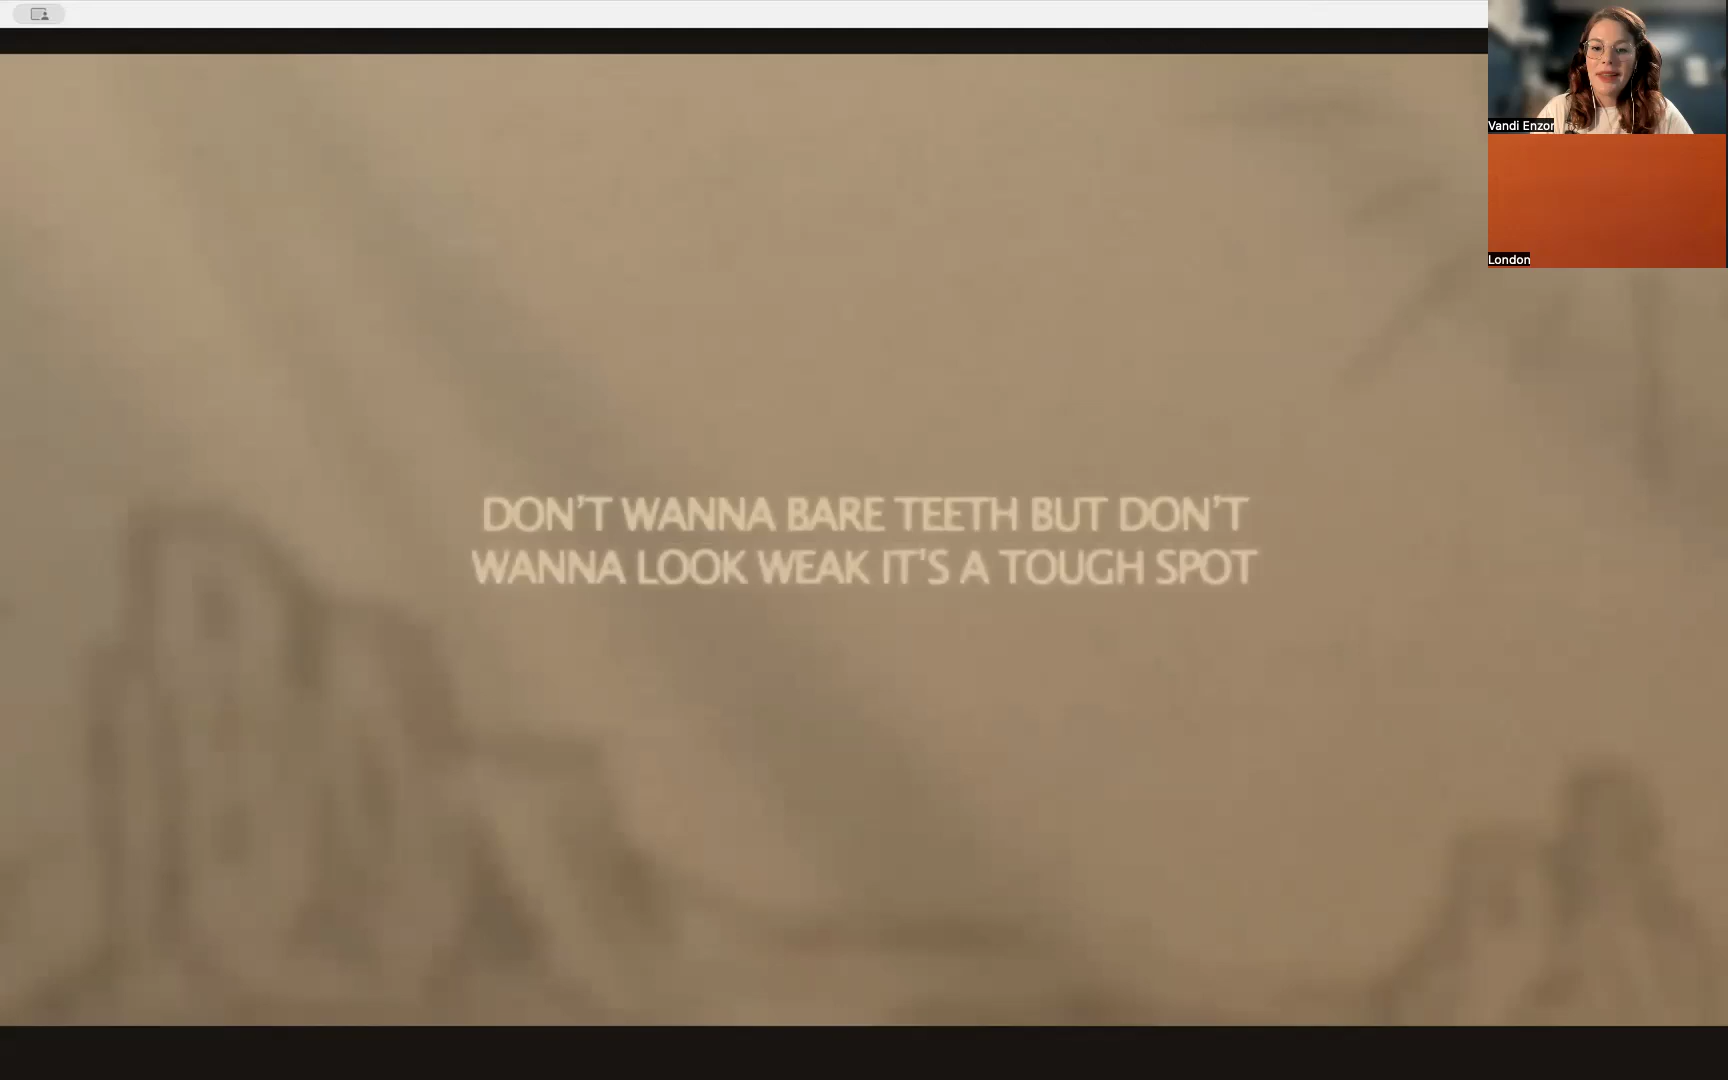 Vandi Enzor
London
DON'T WANNA BARE TEETH BUT DON'T
WANNA LOOK WEAK IT'S A TOUGH SPOT